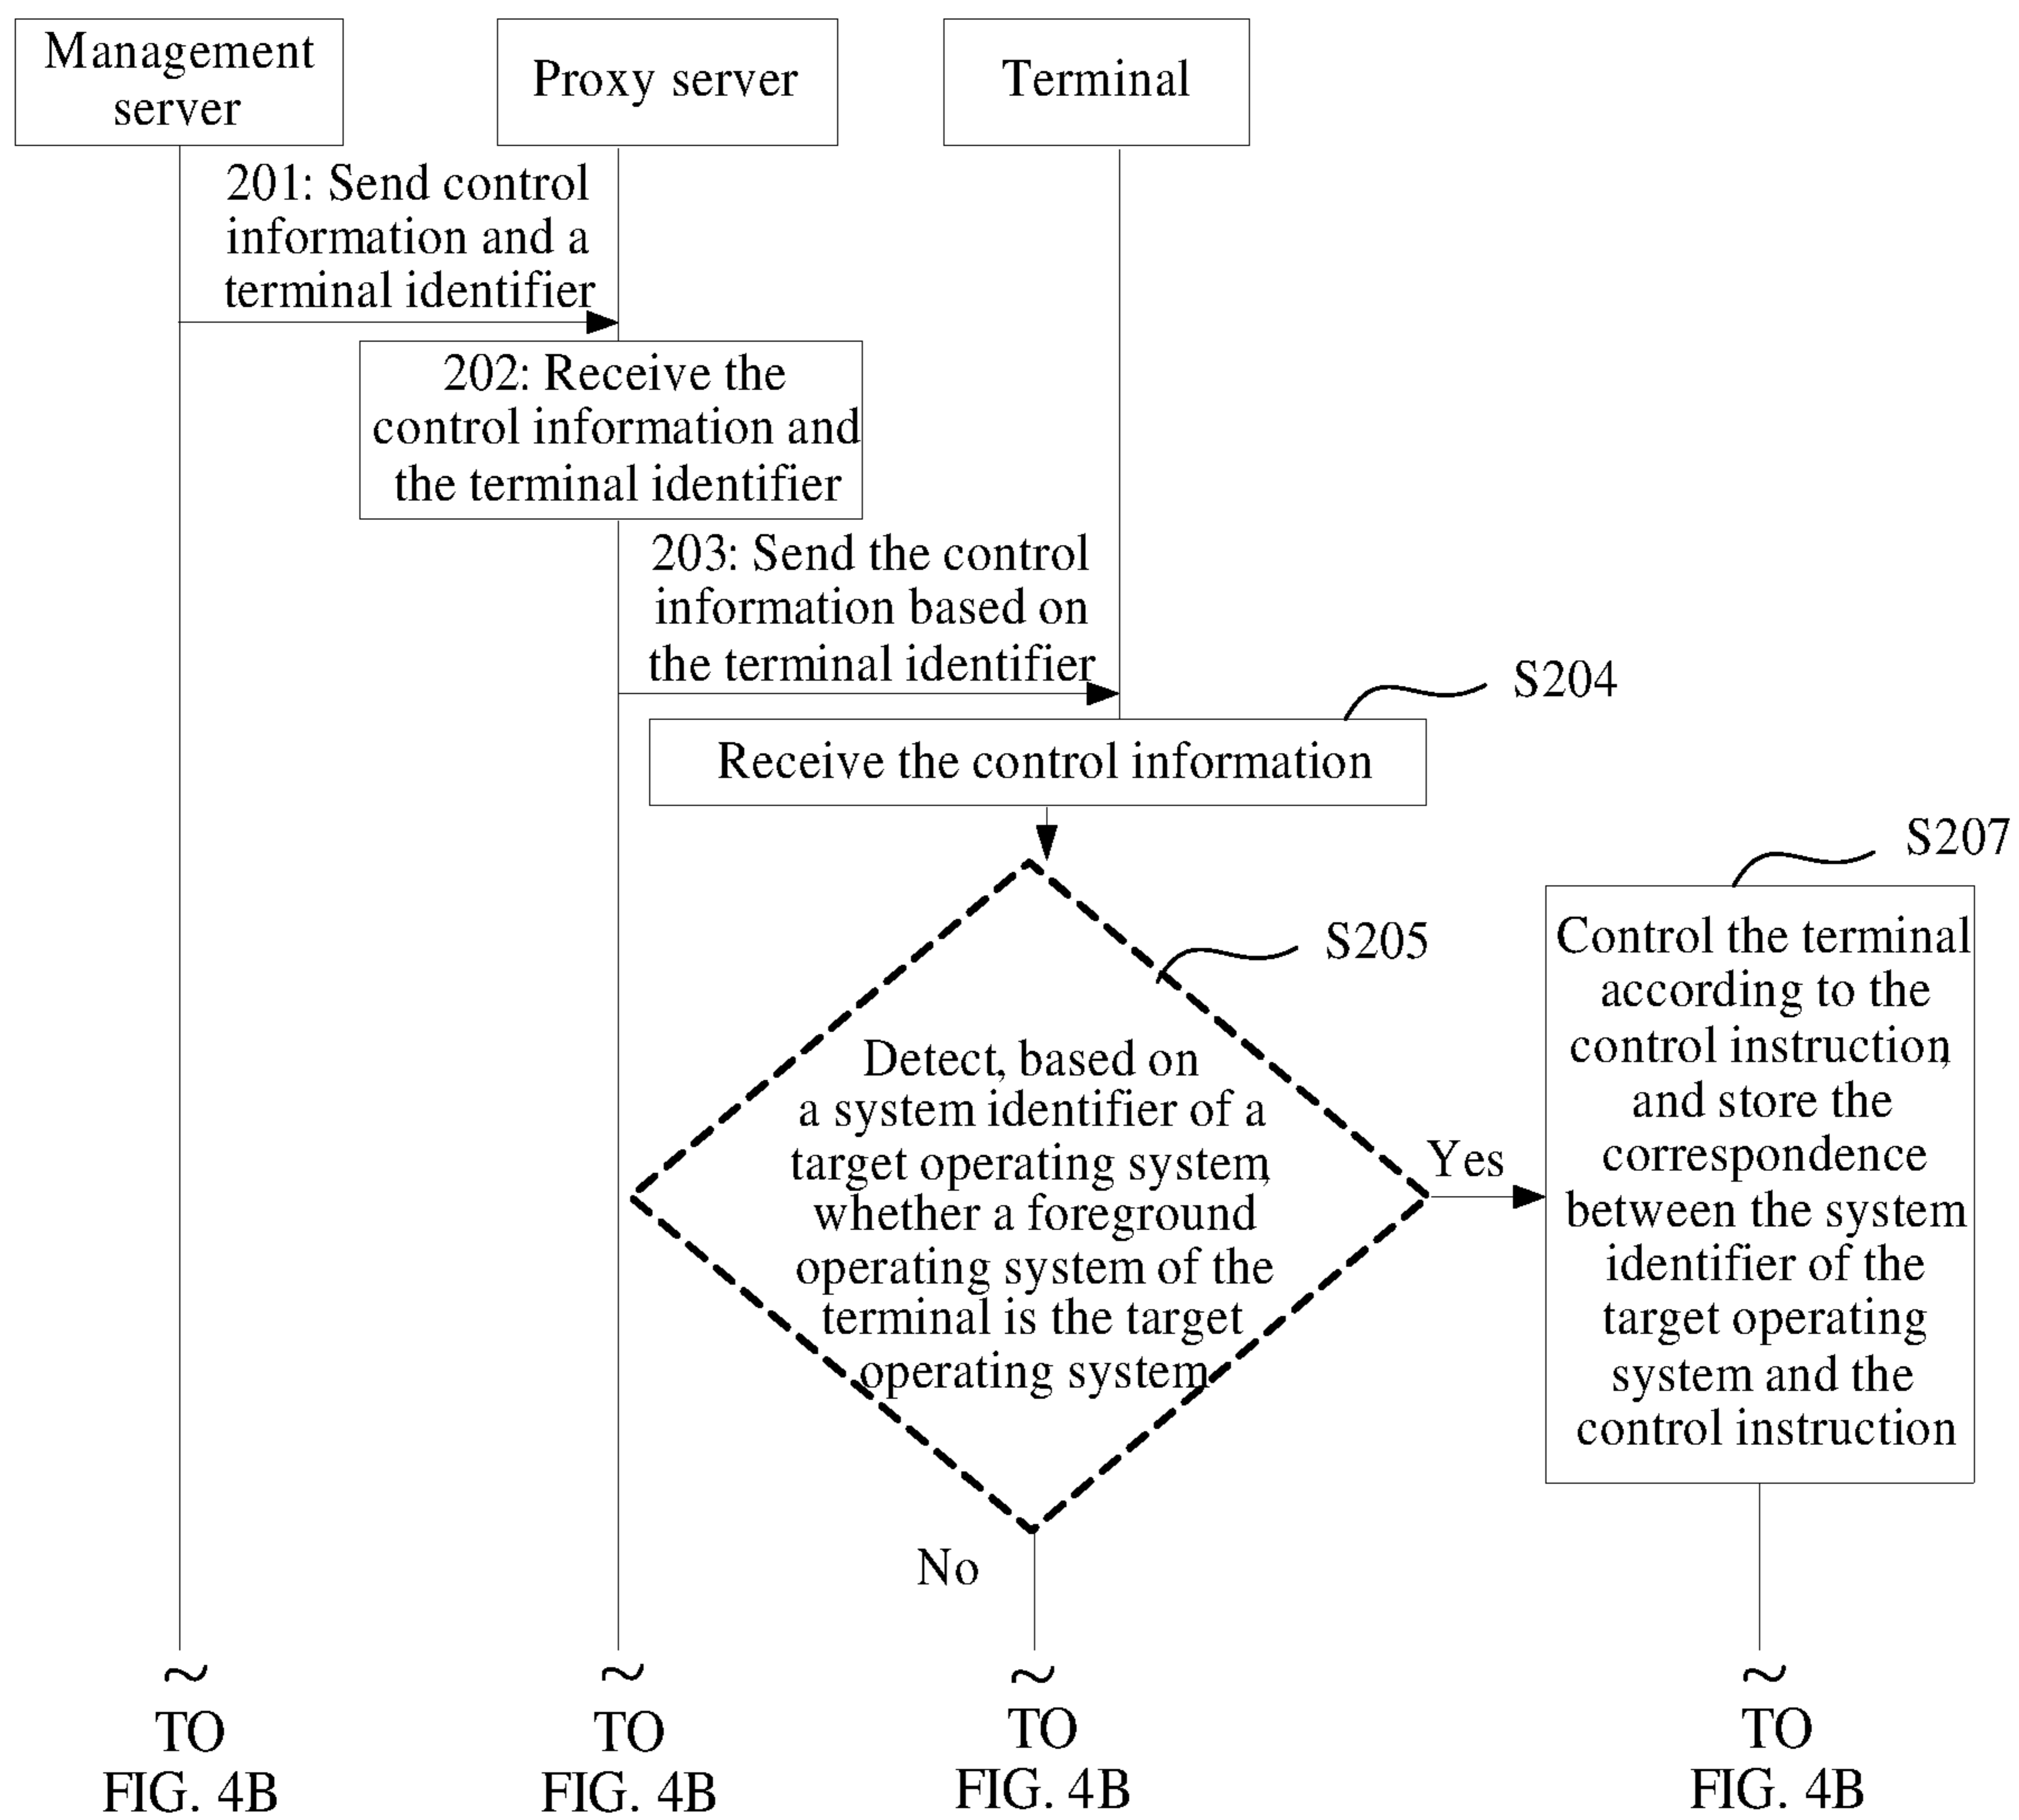 Management
server
Proxy server
Terminal
201: Send control
information and a
terminal identifier
202: Receive the
control information and
the terminal identifier
203: Send the control
information based on
the terminal identifier
S204
Receive the control information
S207
S205
Control the terminal
according to the
control instruction,
and store the
correspondence
between the system
identifier of the
target operating
system and the
control instruction
Detect, based on
a system identifier of a
target operating system,
whether a foreground
operating system of the
terminal is the target
operating system
Yes
No
~
TO
FIG. 4B
~
TO
FIG. 4B
~
TO
FIG. 4B
~
TO
FIG. 4B